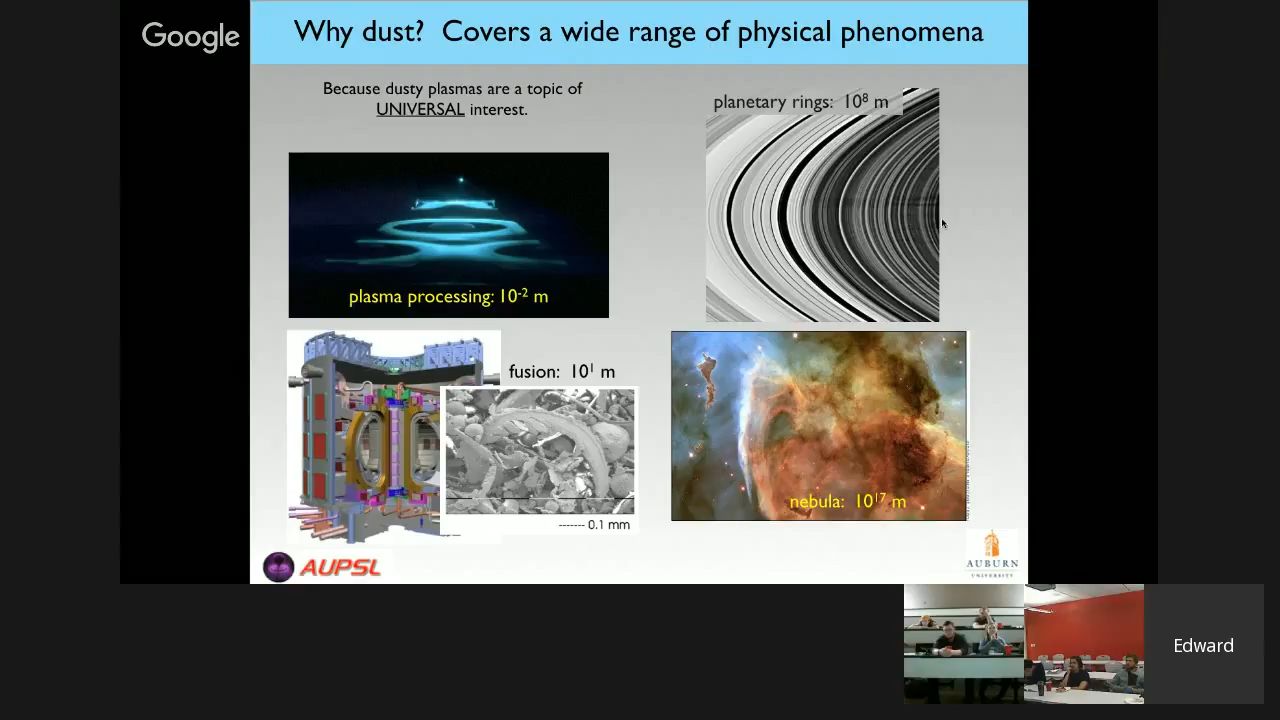 Google
Why dust? Covers a wide range of physical phenomena
Because dusty plasmas are a topic of
UNIVERSAL interest.
planetary rings: 10⁸ m
plasma processing: 10⁻² m
fusion: 10¹ m
------- 0.1 mm
nebula: 10¹⁷ m
AUPSL
AUBURN
UNIVERSITY
Edward